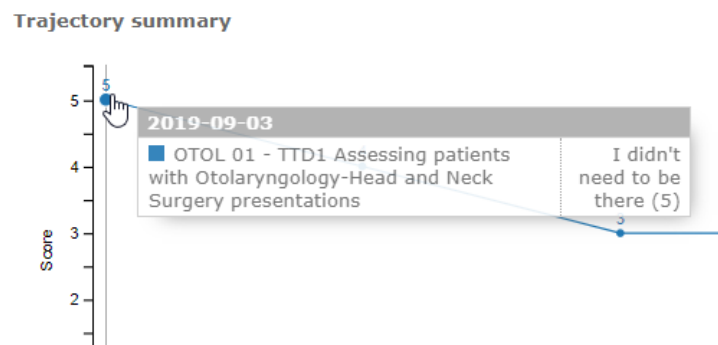 Trajectory summary
5
5
2019-09-03
OTOL 01 - TTD1 Assessing patients
with Otolaryngology-Head and Neck
Surgery presentations
I didn't
need to be
there (5)
4
3
3
2
Score